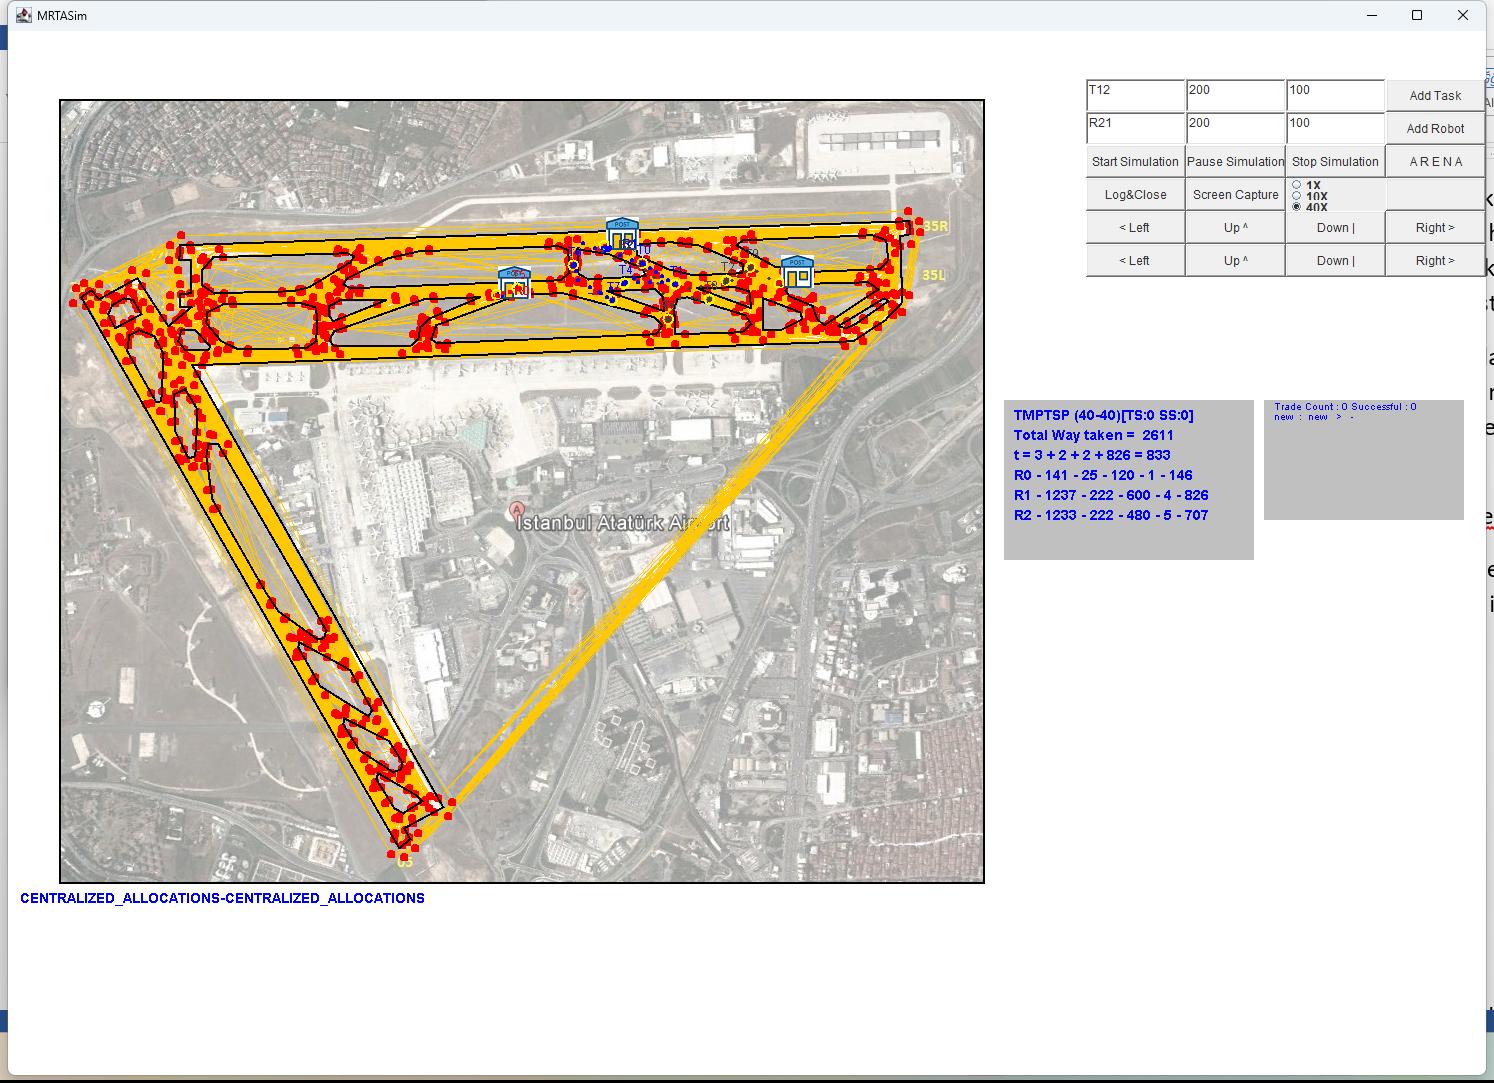 MRTASim
T12 200 100 Add Task
R21 200 100 Add Robot
Start Simulation Pause Simulation Stop Simulation A R E N A
Log&Close Screen Capture 1X
10X
40X
< Left Up ^ Down | Right >
< Left Up ^ Down | Right >
POST
35R
POST
35L
POST
T4
R0
A
Istanbul Atatürk Airport
05
TMPTSP (40-40)[TS:0 SS:0]
Total Way taken = 2611
t = 3 + 2 + 2 + 826 = 833
R0 - 141 - 25 - 120 - 1 - 146
R1 - 1237 - 222 - 600 - 4 - 826
R2 - 1233 - 222 - 480 - 5 - 707
Trade Count : 0 Successful : 0
new : new > -
CENTRALIZED_ALLOCATIONS-CENTRALIZED_ALLOCATIONS